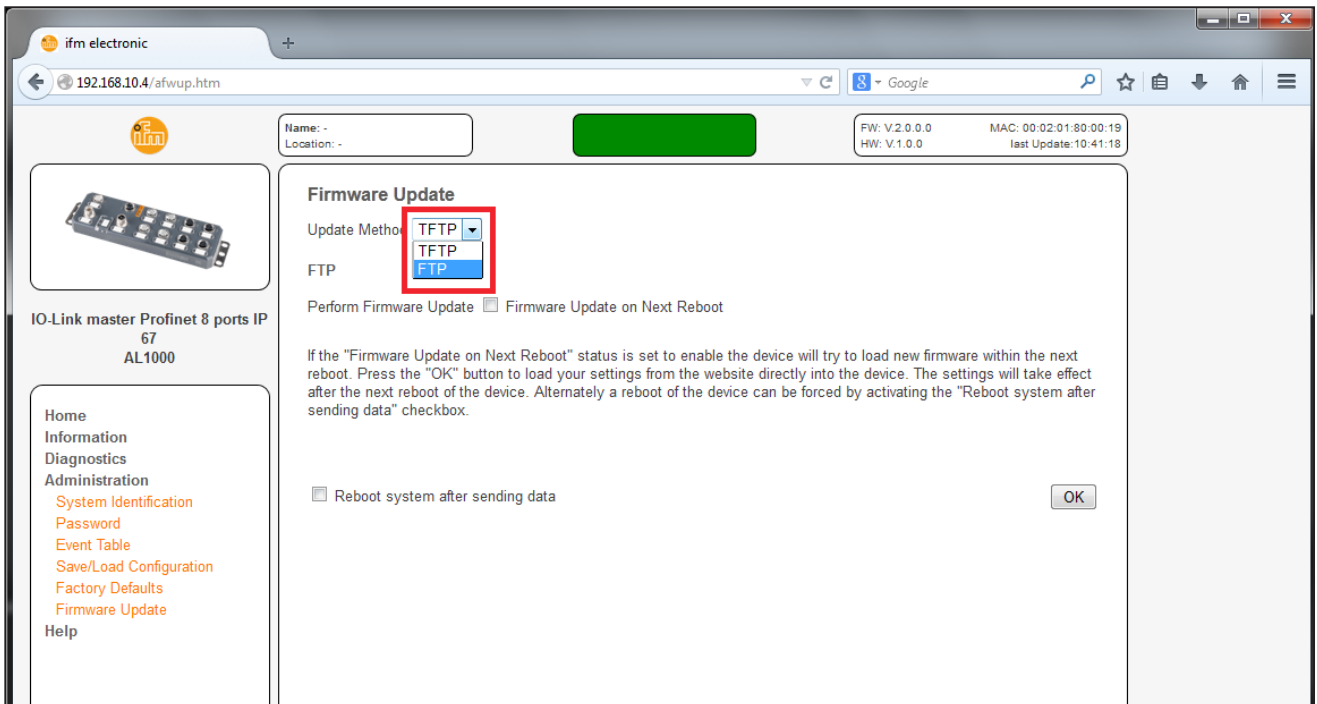 ifm electronic
192.168.10.4/afwup.htm
8 Google
ifm
Name: -
Location: -
FW: V.2.0.0.0
HW: V.1.0.0
MAC: 00:02:01:80:00:19
last Update:10:41:18
IO-Link master Profinet 8 ports IP
67
AL1000
Home
Information
Diagnostics
Administration
System Identification
Password
Event Table
Save/Load Configuration
Factory Defaults
Firmware Update
Help
Firmware Update
Update Method TFTP
TFTP
FTP
FTP
Perform Firmware Update Firmware Update on Next Reboot
If the "Firmware Update on Next Reboot" status is set to enable the device will try to load new firmware within the next
reboot. Press the "OK" button to load your settings from the website directly into the device. The settings will take effect
after the next reboot of the device. Alternately a reboot of the device can be forced by activating the "Reboot system after
sending data" checkbox.
Reboot system after sending data
OK